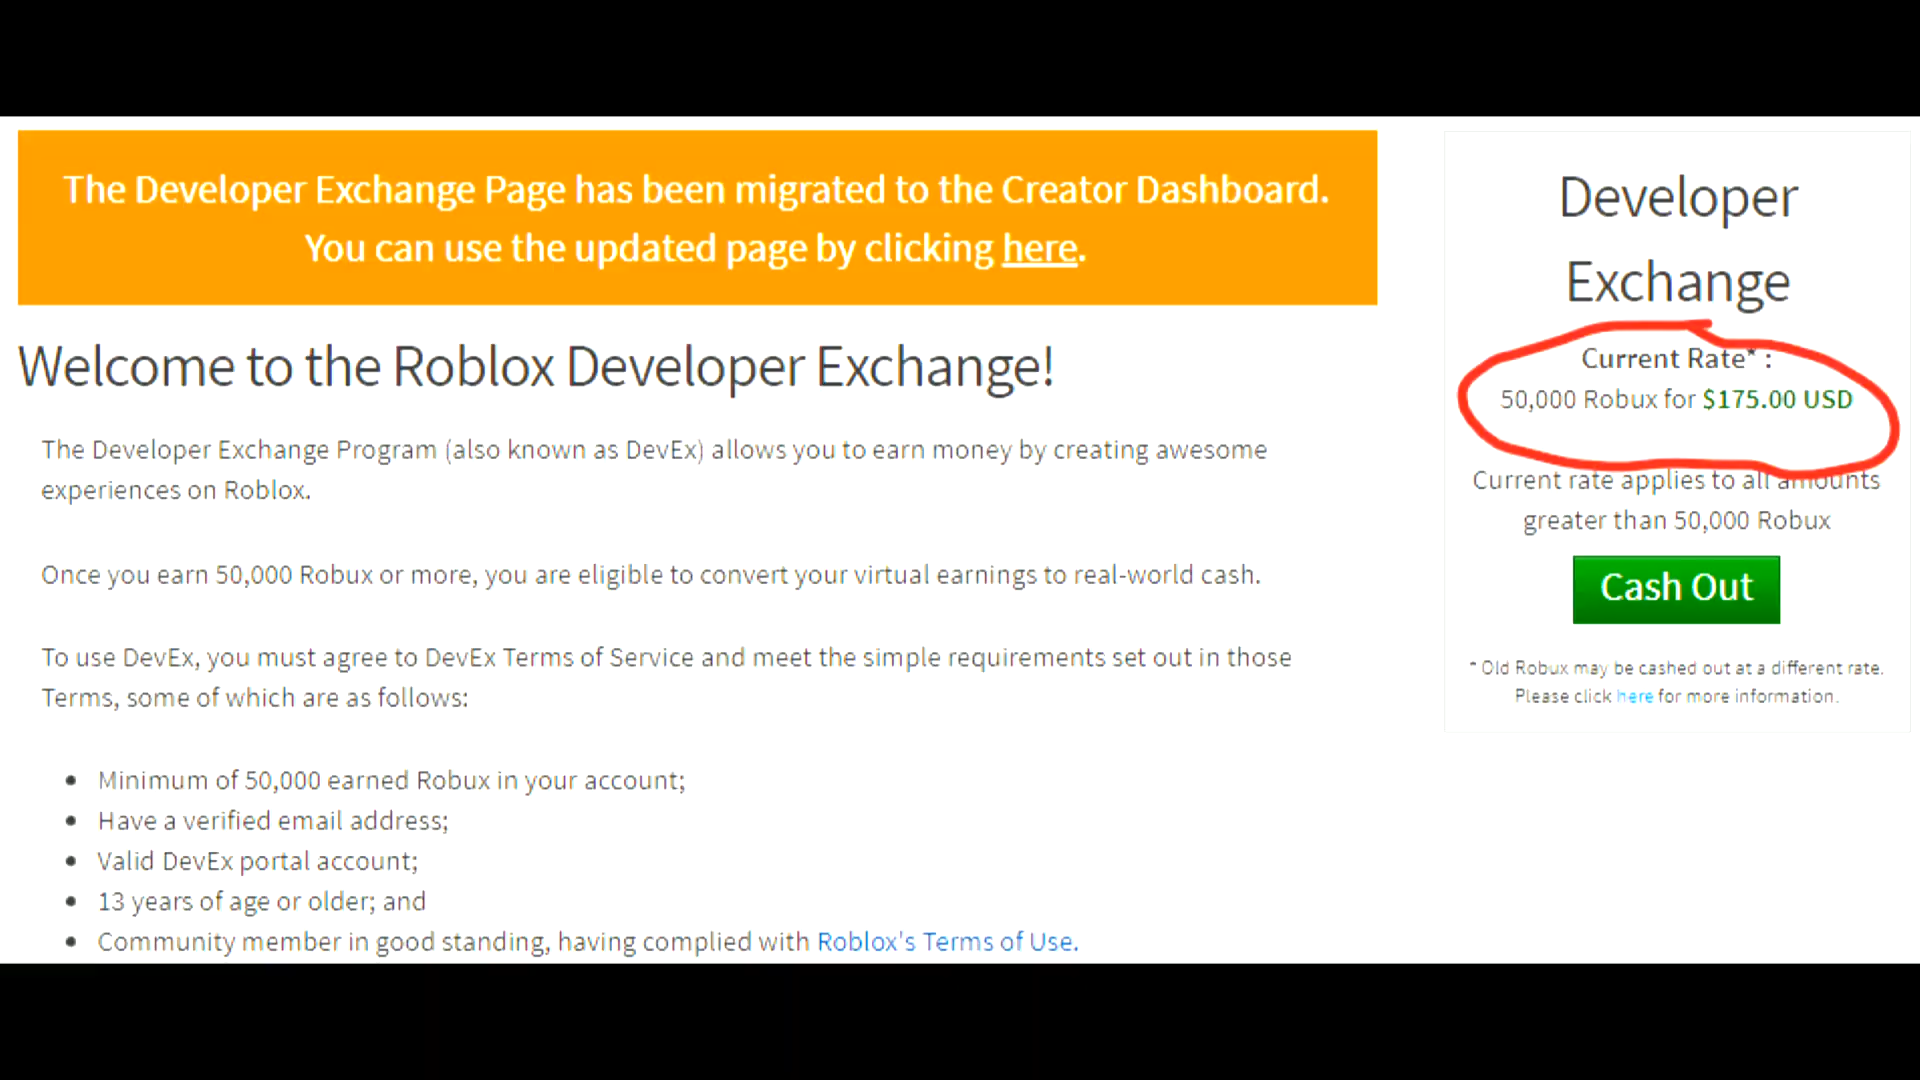 The Developer Exchange Page has been migrated to the Creator Dashboard.
You can use the updated page by clicking here.
Welcome to the Roblox Developer Exchange!
The Developer Exchange Program (also known as DevEx) allows you to earn money by creating awesome
experiences on Roblox.
Once you earn 50,000 Robux or more, you are eligible to convert your virtual earnings to real-world cash.
To use DevEx, you must agree to DevEx Terms of Service and meet the simple requirements set out in those
Terms, some of which are as follows:
• Minimum of 50,000 earned Robux in your account;
• Have a verified email address;
• Valid DevEx portal account;
• 13 years of age or older; and
• Community member in good standing, having complied with Roblox's Terms of Use.
Developer
Exchange
Current Rate* :
50,000 Robux for $175.00 USD
Current rate applies to all amounts
greater than 50,000 Robux
Cash Out
* Old Robux may be cashed out at a different rate.
Please click here for more information.